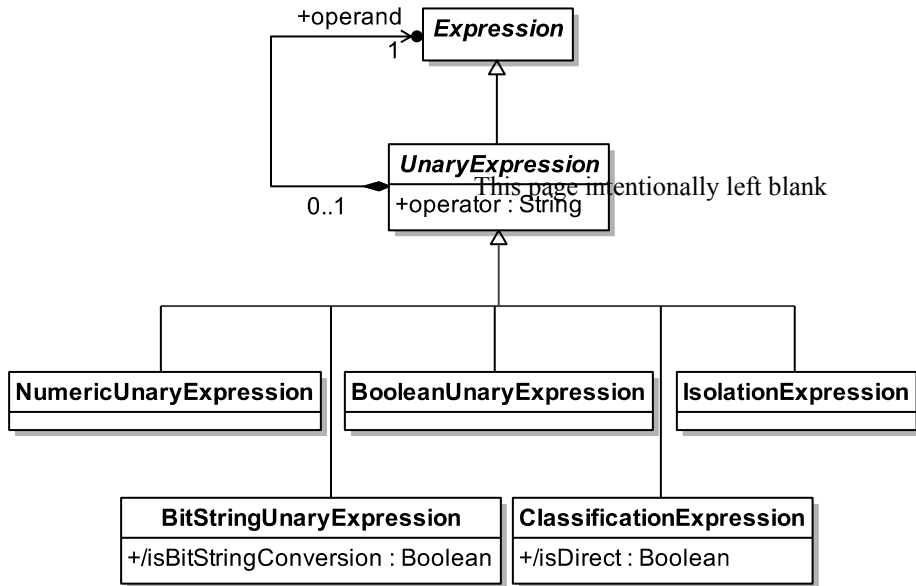 +operand
Expression
1
UnaryExpression
This page intentionally left blank
0..1
+operator : String
NumericUnaryExpression
BooleanUnaryExpression
IsolationExpression
BitStringUnaryExpression
ClassificationExpression
+/isBitStringConversion : Boolean
+/isDirect : Boolean